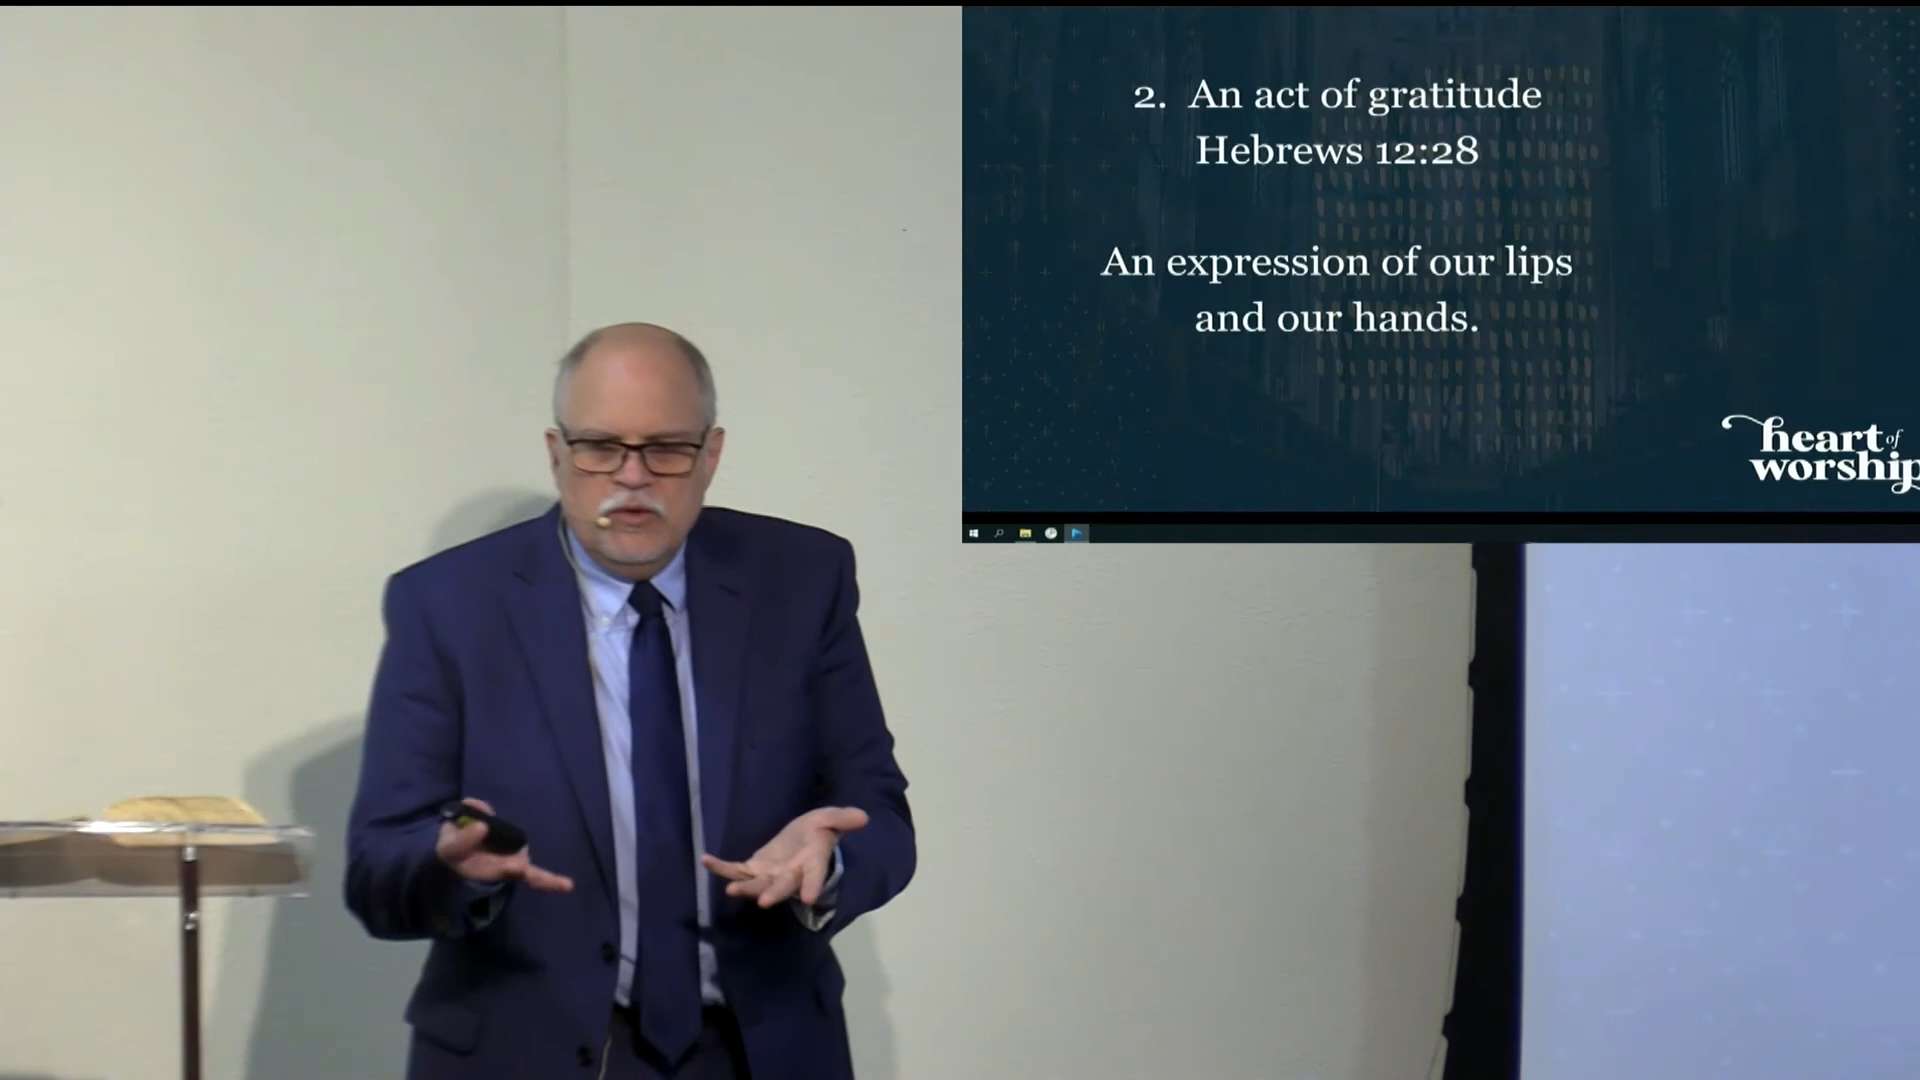 2. An act of gratitude
Hebrews 12:28
An expression of our lips
and our hands.
heart of
worship